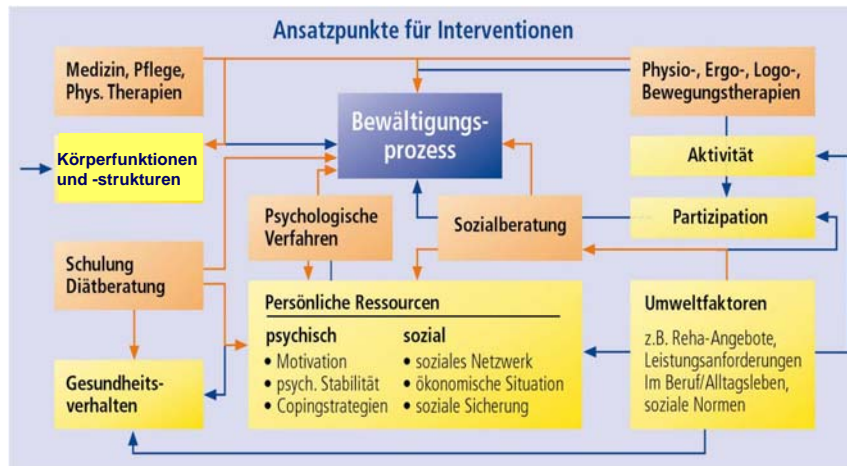 Ansatzpunkte für Interventionen
Medizin, Pflege,
Phys. Therapien
Physio-, Ergo-, Logo-,
Bewegungstherapien
Bewältigungs-
prozess
Körperfunktionen
und -strukturen
Aktivität
Psychologische
Verfahren
Sozialberatung
Partizipation
Schulung
Diätberatung
Persönliche Ressourcen
psychisch
• Motivation
• psych. Stabilität
• Copingstrategien
sozial
• soziales Netzwerk
• ökonomische Situation
• soziale Sicherung
Umweltfaktoren
z.B. Reha-Angebote,
Leistungsanforderungen
Im Beruf/Alltagsleben,
soziale Normen
Gesundheits-
verhalten